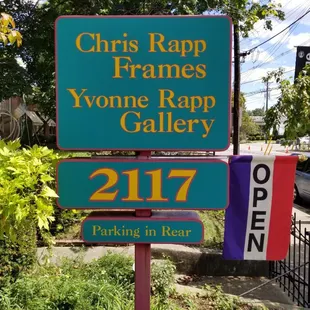 Chris Rapp
Frames
Yvonne Rapp
Gallery
2117
Parking in Rear
OPEN